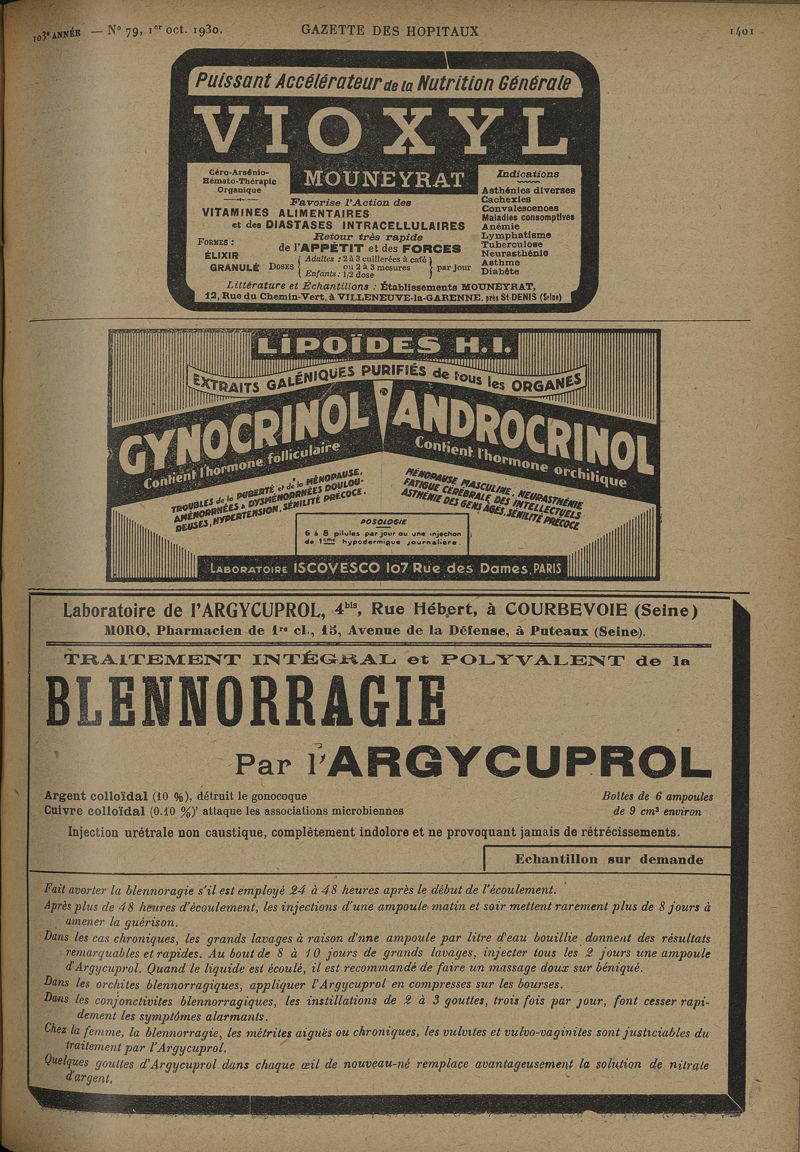 103e ANNÉE — No 79, 1er oct. 1930.
GAZETTE DES HOPITAUX
1401
Puissant Accélérateur de la Nutrition Générale
VIOXYL
MOUNEYRAT
Céro-Arsénio-
Hémato-Thérapie
Organique
Favorise l'Action des
VITAMINES ALIMENTAIRES
et des DIASTASES INTRACELLULAIRES
Retour très rapide
de l'APPÉTIT et des FORCES
FORMES :
ÉLIXIR
GRANULÉ
DOSES
Adultes : 2 à 3 cuillerées à café
ou 2 à 3 mesures
Enfants : 1/2 dose
par jour
Indications
Asthénies diverses
Cachexies
Convalescences
Maladies consomptives
Anémie
Lymphatisme
Tuberculose
Neurasthénie
Asthme
Diabète
Littérature et Échantillons : Établissements MOUNEYRAT,
12, Rue du Chemin-Vert, à VILLENEUVE-la-GARENNE, près St-DENIS (Seine)
LIPOÏDES H.I.
EXTRAITS GALÉNIQUES PURIFIÉS de tous les ORGANES
GYNOCRINOL
Contient l'hormone folliculaire
TROUBLES de la PUBERTÉ et de la MÉNOPAUSE,
AMÉNORRHÉES & DYSMÉNORRHÉES DOULOU-
REUSES, HYPERTENSION, SÉNILITÉ PRÉCOCE.
ANDROCRINOL
Contient l'hormone orchitique
MÉNOPAUSE MASCULINE, NEURASTHÉNIE
FATIGUE CÉRÉBRALE DES INTELLECTUELS
ASTHÉNIE DES GENS AGÉS, SÉNILITÉ PRÉCOCE
POSOLOGIE
6 à 8 pilules par jour ou une injection
de 1cm3 hypodermique journalière.
LABORATOIRE ISCOVESCO 107 Rue des Dames, PARIS
Laboratoire de l'ARGYCUPROL, 4bis, Rue Hébert, à COURBEVOIE (Seine)
MORO, Pharmacien de 1re cl., 15, Avenue de la Défense, à Puteaux (Seine).
TRAITEMENT INTÉGRAL et POLYVALENT de la
BLENNORRAGIE
Par l'ARGYCUPROL
Argent colloïdal (10 %), détruit le gonocoque
Cuivre colloïdal (0.10 %) attaque les associations microbiennes
Boîtes de 6 ampoules
de 9 cm3 environ
Injection urétrale non caustique, complètement indolore et ne provoquant jamais de rétrécissements.
Echantillon sur demande
Fait avorter la blennoragie s'il est employé 24 à 48 heures après le début de l'écoulement.
Après plus de 48 heures d'écoulement, les injections d'une ampoule matin et soir mettent rarement plus de 8 jours à
amener la guérison.
Dans les cas chroniques, les grands lavages à raison d'nne ampoule par litre d'eau bouillie donnent des résultats
remarquables et rapides. Au bout de 8 à 10 jours de grands lavages, injecter tous les 2 jours une ampoule
d'Argycuprol. Quand le liquide est écoulé, il est recommandé de faire un massage doux sur béniqué.
Dans les orchites blennorragiques, appliquer l'Argycuprol en compresses sur les bourses.
Dans les conjonctivites blennorragiques, les instillations de 2 à 3 gouttes, trois fois par jour, font cesser rapi-
dement les symptômes alarmants.
Chez la femme, la blennorragie, les métrites aiguës ou chroniques, les vulvites et vulvo-vaginites sont justiciables du
traitement par l'Argycuprol.
Quelques gouttes d'Argycuprol dans chaque œil de nouveau-né remplace avantageusement la solution de nitrate
d'argent.